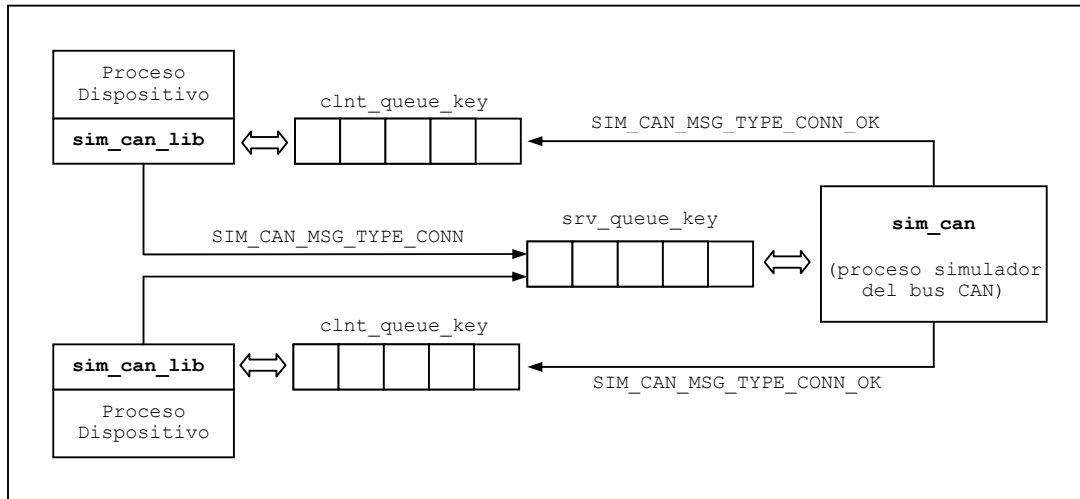 Proceso
Dispositivo
sim_can_lib
clnt_queue_key
SIM_CAN_MSG_TYPE_CONN_OK
SIM_CAN_MSG_TYPE_CONN
srv_queue_key
sim_can
(proceso simulador
del bus CAN)
clnt_queue_key
sim_can_lib
Proceso
Dispositivo
SIM_CAN_MSG_TYPE_CONN_OK